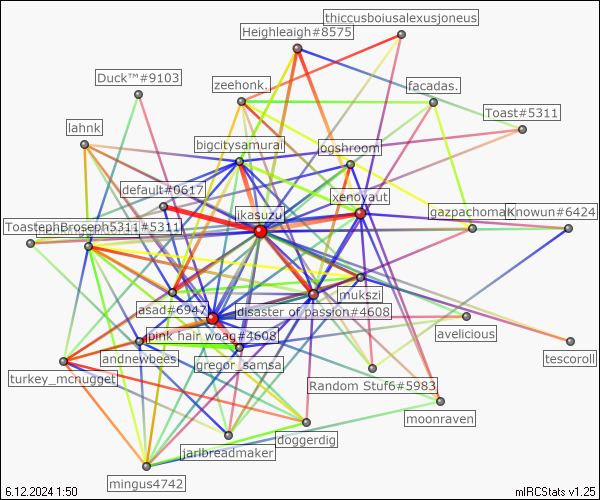 thiccusboiusalexusjoneus
Heighleaigh#8575
Duck™#9103
zeehonk.
facadas.
Toast#5311
lahnk
bigcitysamurai
ogshroom
default#0617
xenovaut
jkasuzu
gazpachoman
Knowun#6424
ToastephBroseph5311#5311
mukszi
asad#6947
disaster of passion#4608
pink hair woag#4608
avelicious
andnewbees
gregor_samsa
tescoroll
turkey_mcnugget
Random Stuf6#5983
moonraven
doggerdig
jarlbreadmaker
mingus4742
6.12.2024 1:50
mIRCStats v1.25